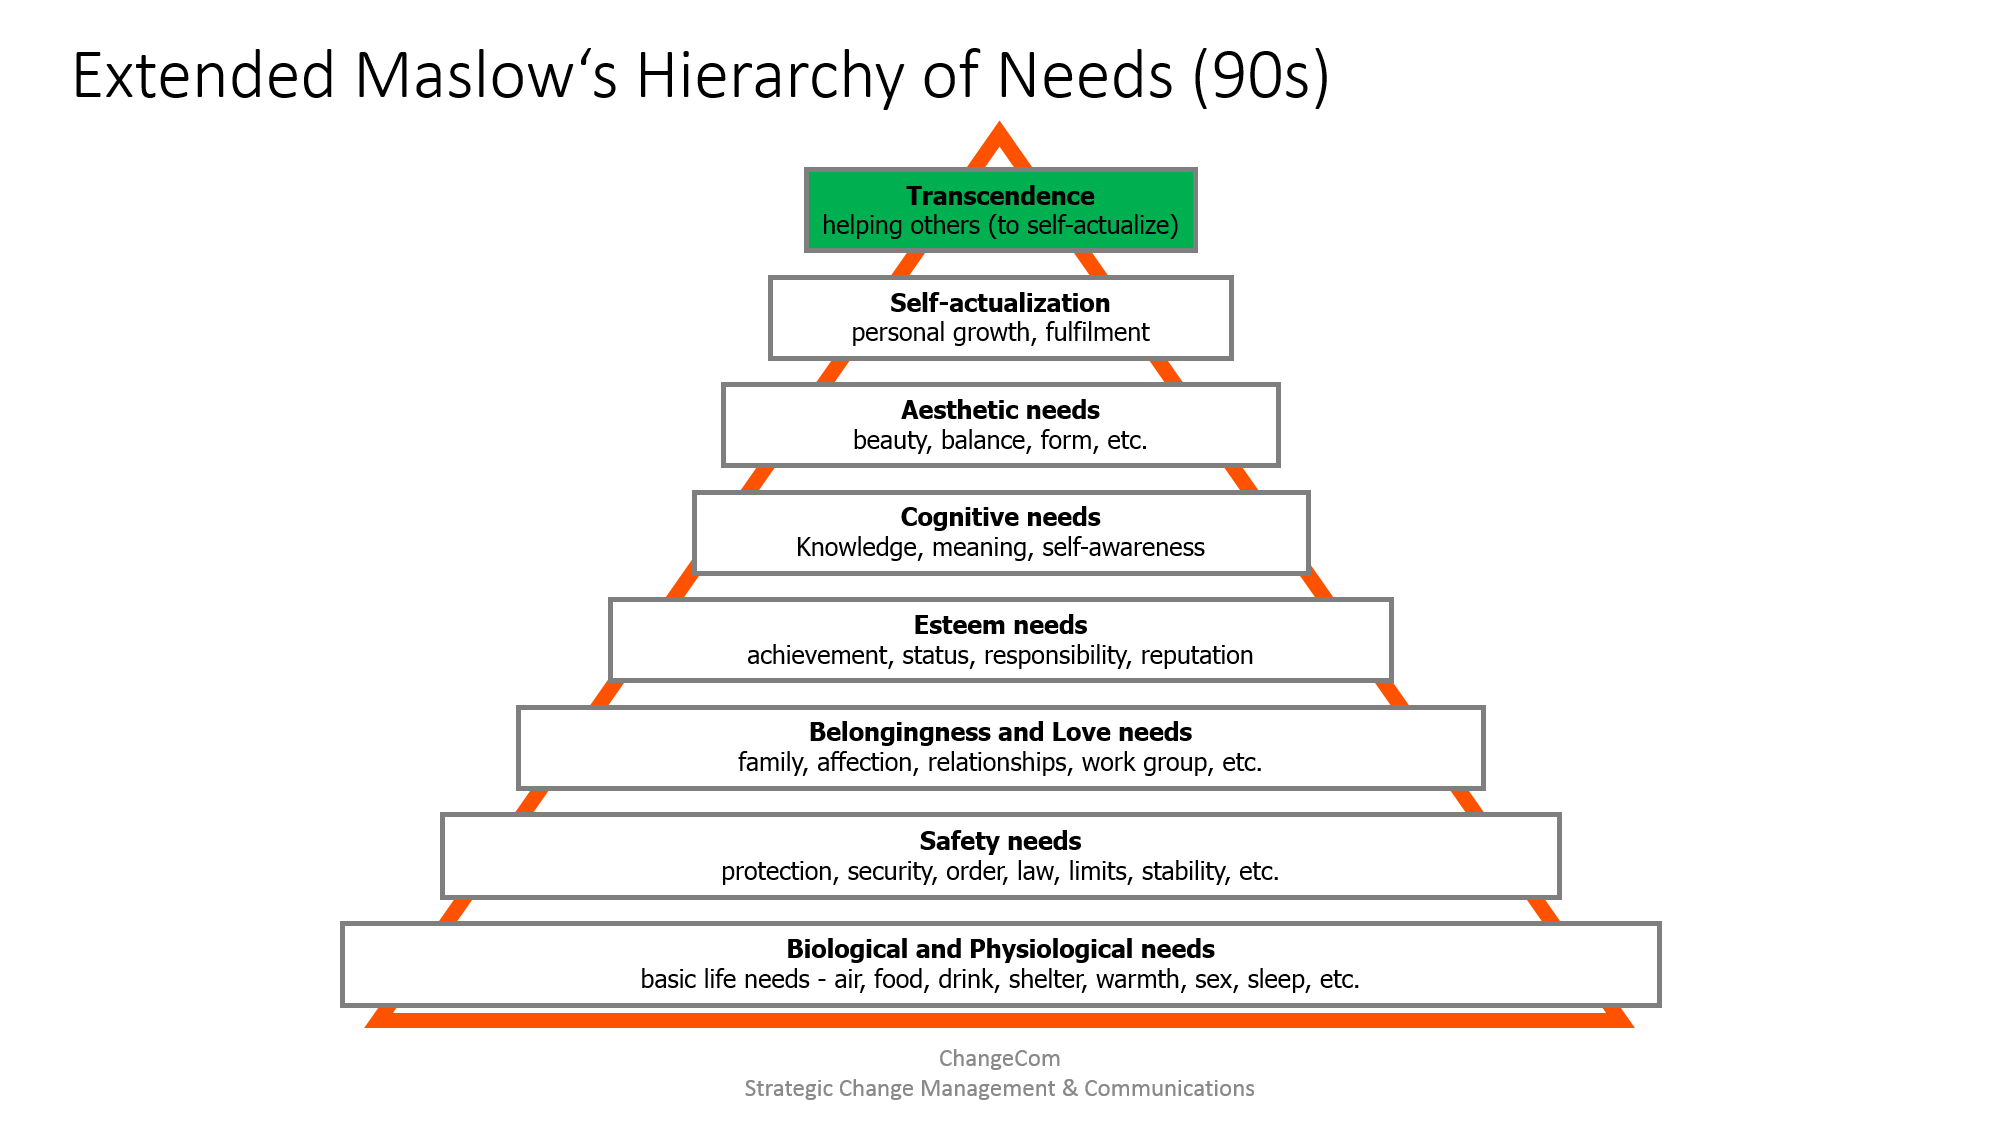 Extended Maslow‘s Hierarchy of Needs (90s)
Transcendence
helping others (to self-actualize)
Self-actualization
personal growth, fulfilment
Aesthetic needs
beauty, balance, form, etc.
Cognitive needs
Knowledge, meaning, self-awareness
Esteem needs
achievement, status, responsibility, reputation
Belongingness and Love needs
family, affection, relationships, work group, etc.
Safety needs
protection, security, order, law, limits, stability, etc.
Biological and Physiological needs
basic life needs - air, food, drink, shelter, warmth, sex, sleep, etc.
ChangeCom
Strategic Change Management & Communications